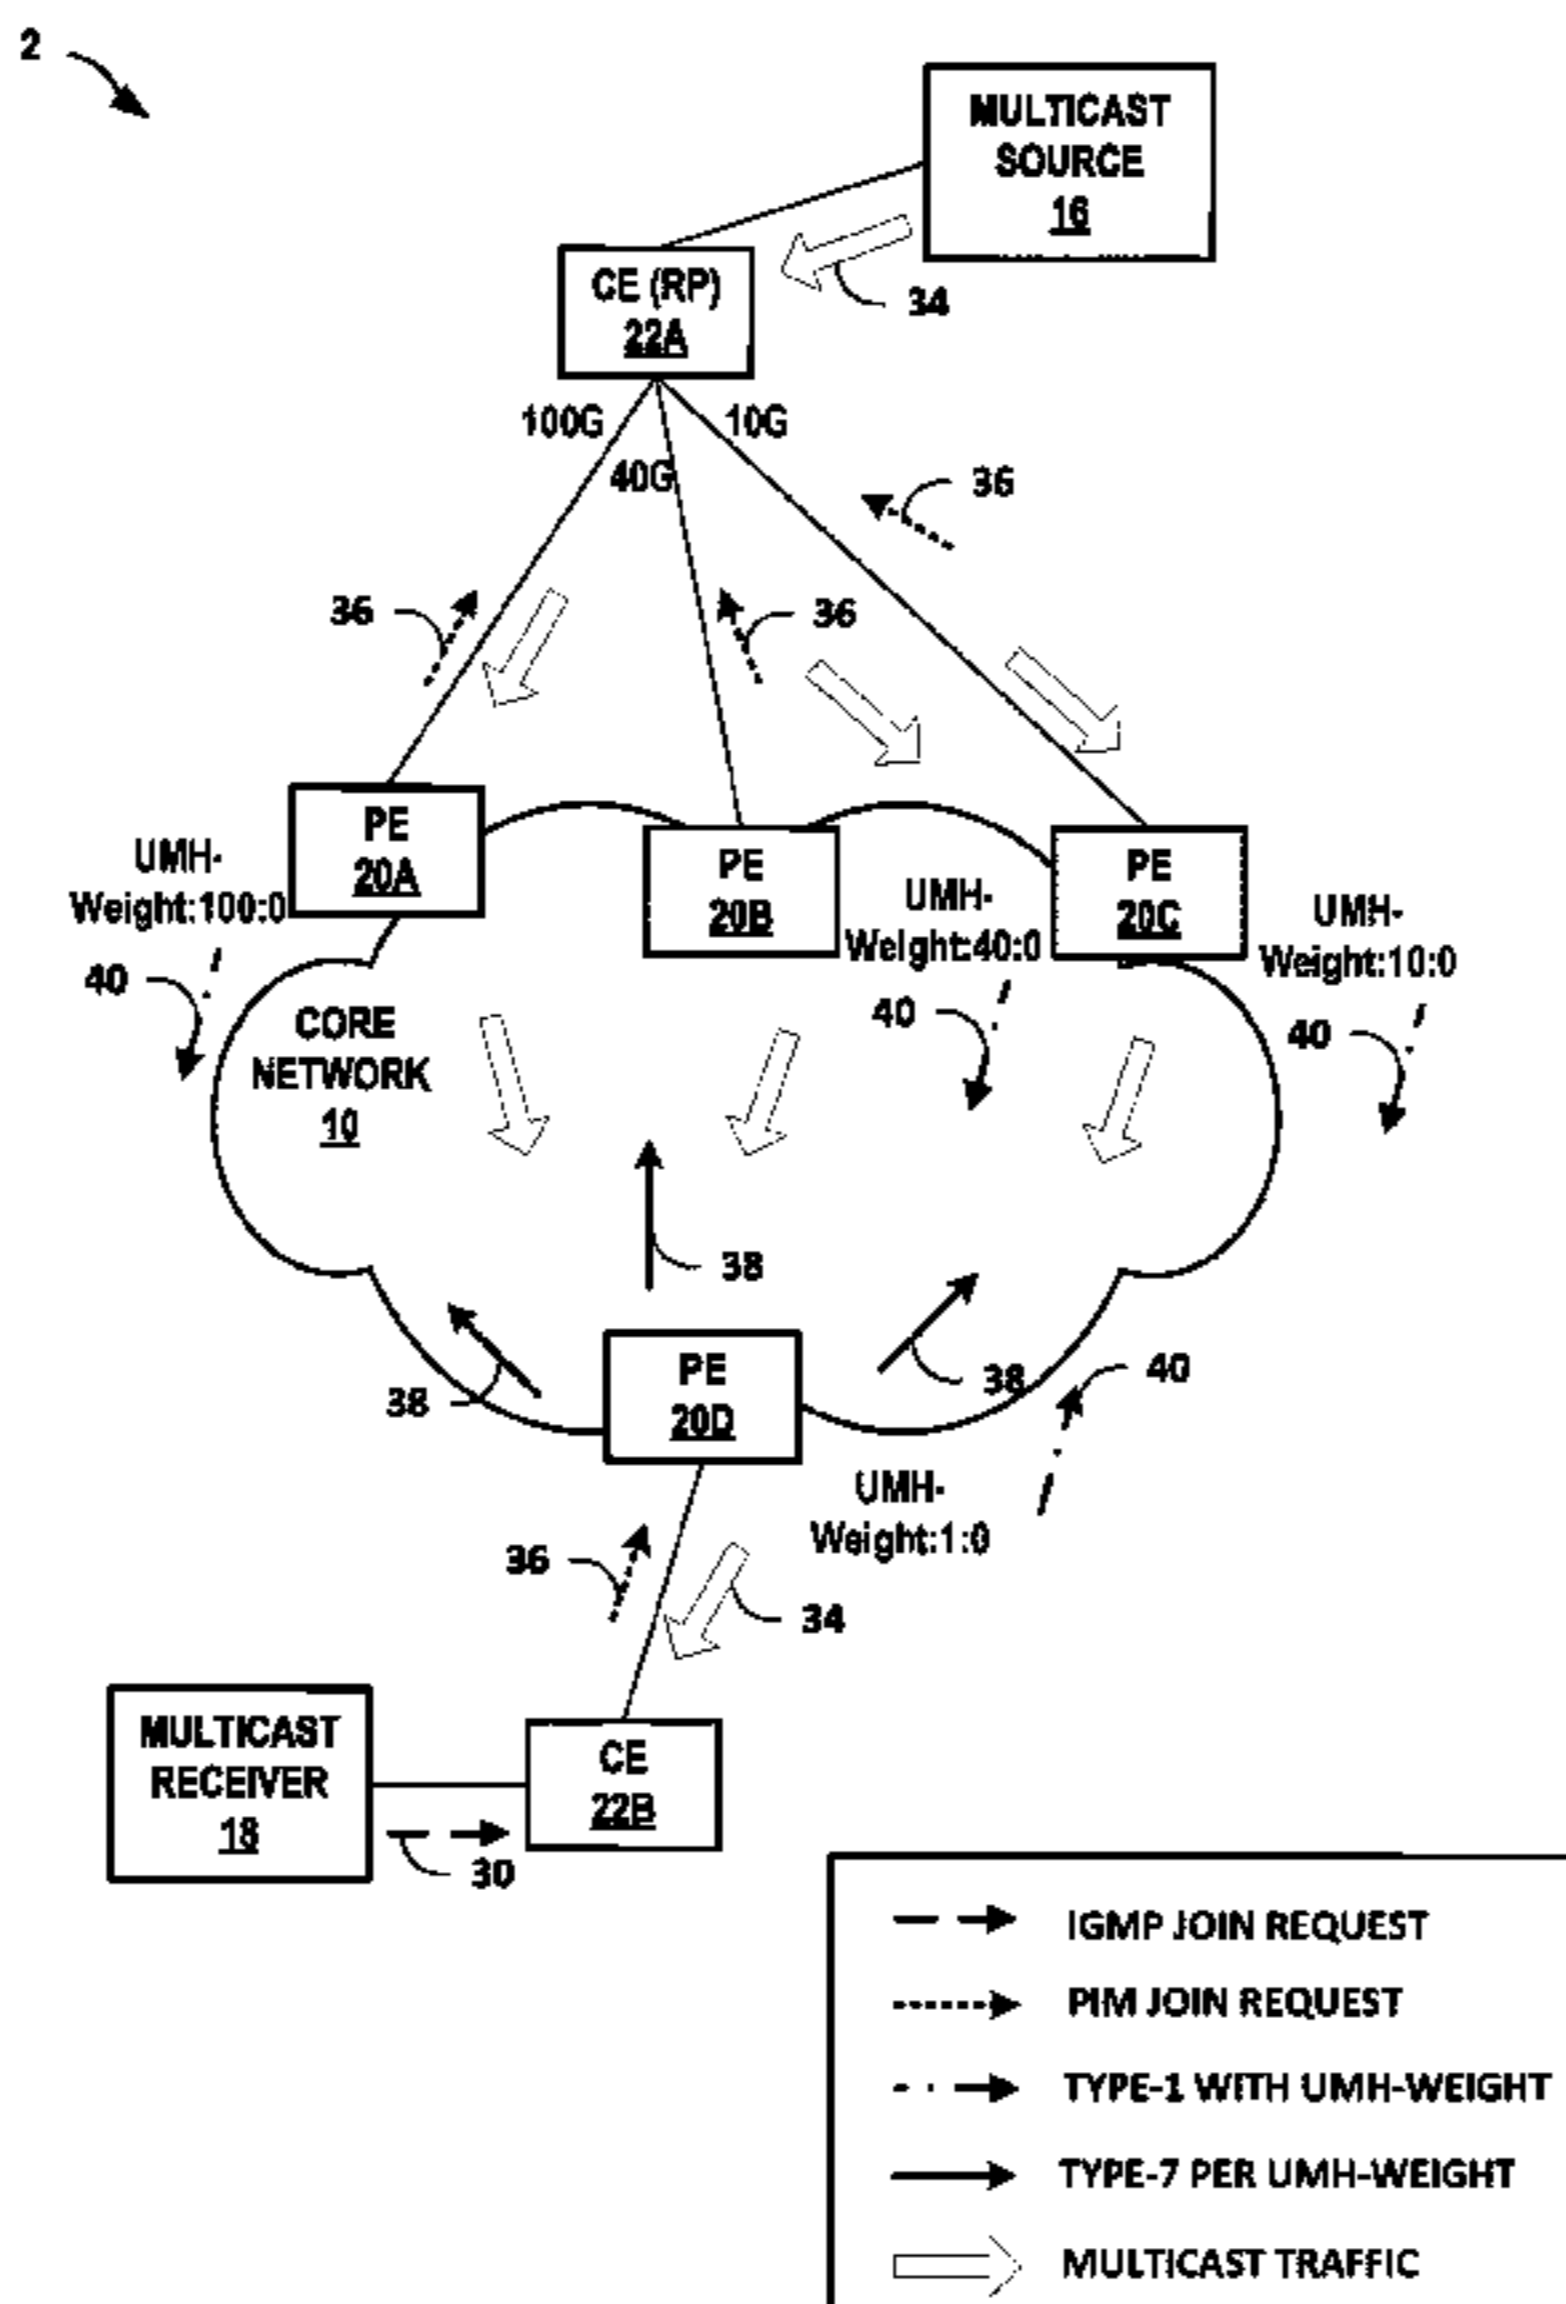 2
MULTICAST
SOURCE
16
CE (RP)
22A
34
100G
10G
40G
36
36
36
PE
20A
PE
20B
PE
20C
UMH-
Weight:100:0
UMH-
Weight:40:0
UMH-
Weight:10:0
40
40
40
CORE
NETWORK
10
38
38
38
40
PE
20D
UMH-
Weight:1:0
36
34
MULTICAST
RECEIVER
18
CE
22B
30
IGMP JOIN REQUEST
PIM JOIN REQUEST
TYPE-1 WITH UMH-WEIGHT
TYPE-7 PER UMH-WEIGHT
MULTICAST TRAFFIC